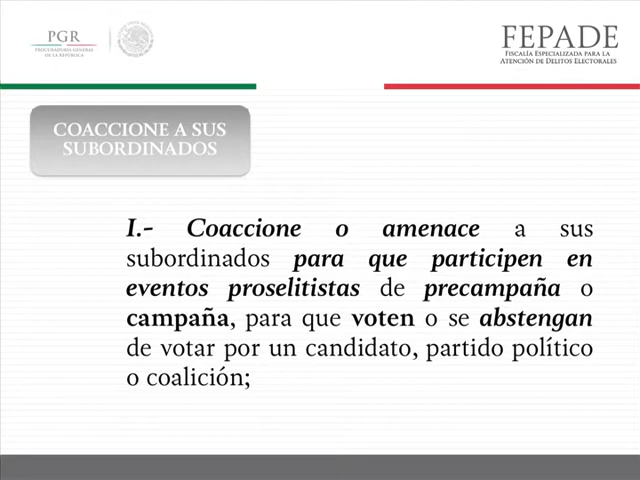 PGR
PROCURADURÍA GENERAL
DE LA REPÚBLICA
FEPADE
FISCALÍA ESPECIALIZADA PARA LA
ATENCIÓN DE DELITOS ELECTORALES
COACCIONE A SUS
SUBORDINADOS
I.- Coaccione o amenace a sus
subordinados para que participen en
eventos proselitistas de precampaña o
campaña, para que voten o se abstengan
de votar por un candidato, partido político
o coalición;